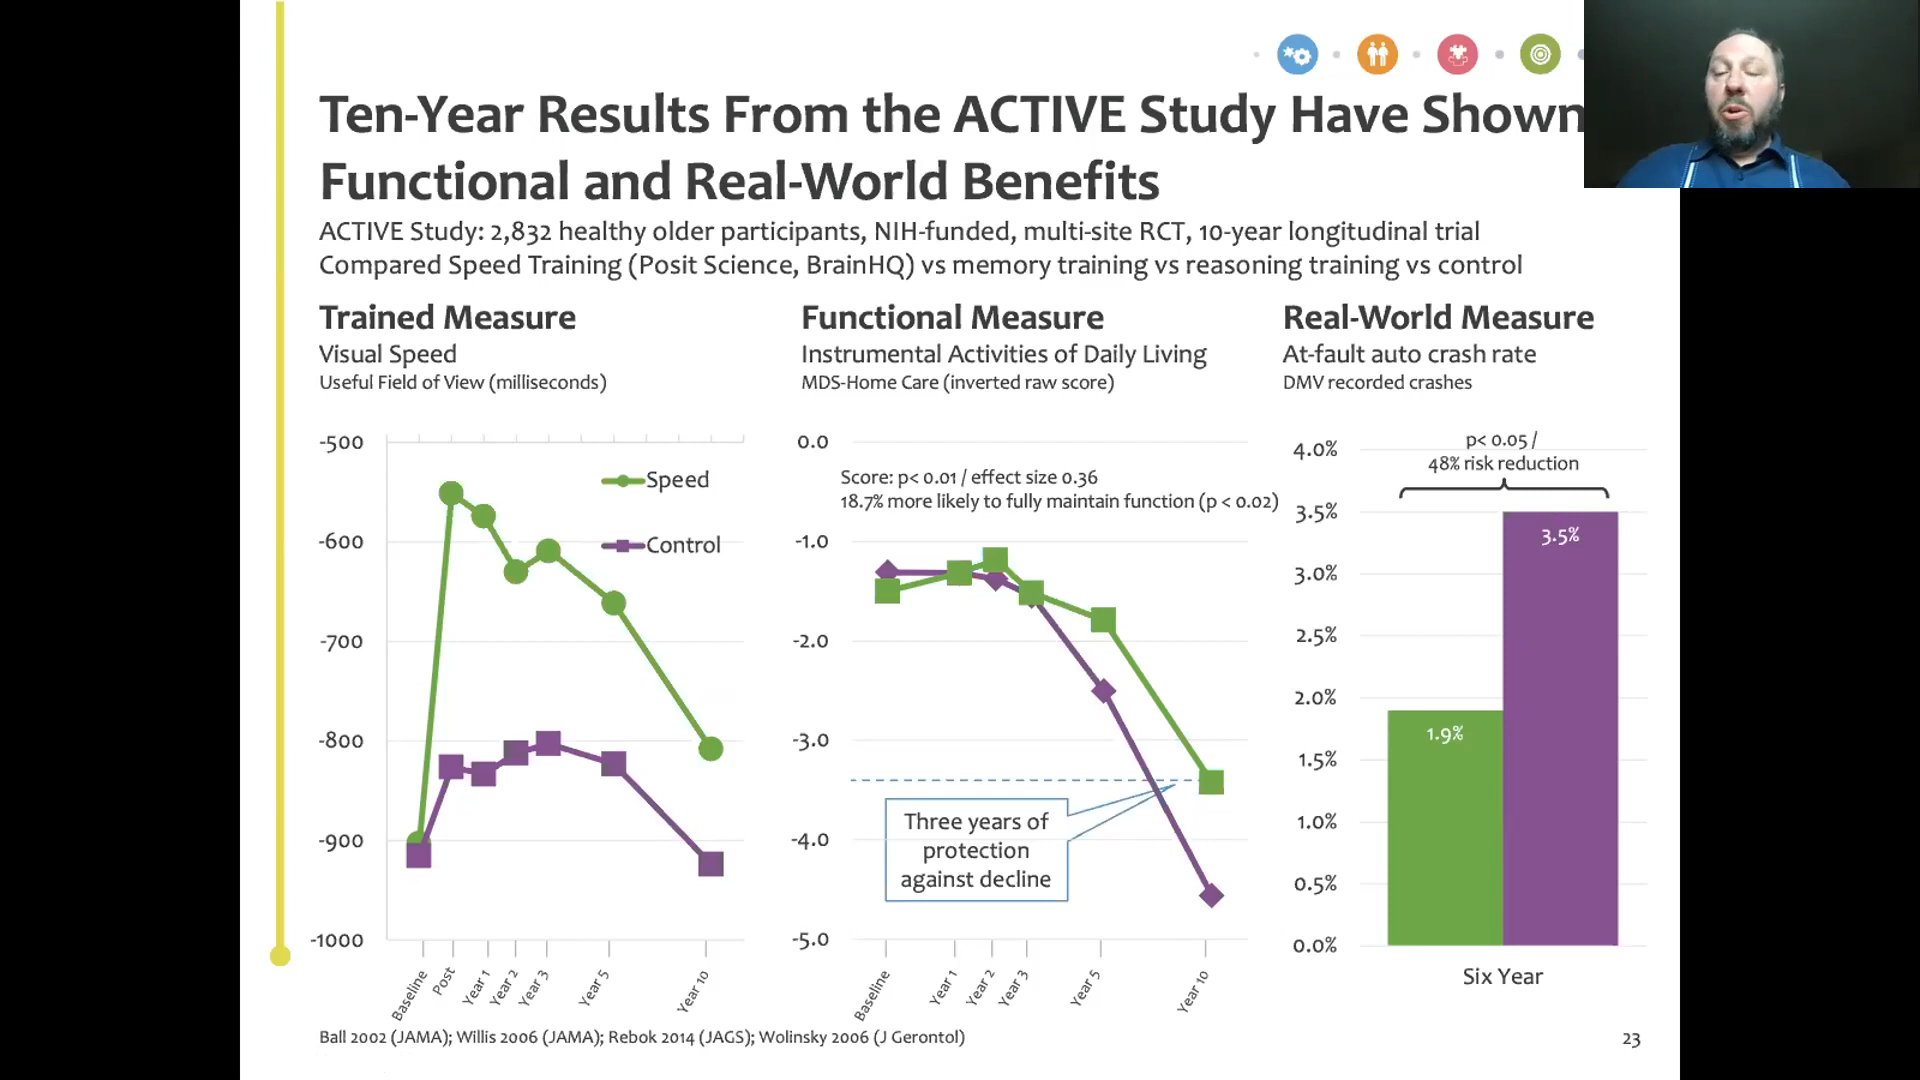 Ten-Year Results From the ACTIVE Study Have Shown
Functional and Real-World Benefits
ACTIVE Study: 2,832 healthy older participants, NIH-funded, multi-site RCT, 10-year longitudinal trial
Compared Speed Training (Posit Science, BrainHQ) vs memory training vs reasoning training vs control
Trained Measure
Visual Speed
Useful Field of View (milliseconds)
-500
-600
-700
-800
-900
-1000
Speed
Control
Baseline
Post
Year 1
Year 2
Year 3
Year 5
Year 10
Functional Measure
Instrumental Activities of Daily Living
MDS-Home Care (inverted raw score)
0.0
-1.0
-2.0
-3.0
-4.0
-5.0
Score: p< 0.01 / effect size 0.36
18.7% more likely to fully maintain function (p < 0.02)
Three years of
protection
against decline
Baseline
Year 1
Year 2
Year 3
Year 5
Year 10
Real-World Measure
At-fault auto crash rate
DMV recorded crashes
4.0%
3.5%
3.0%
2.5%
2.0%
1.5%
1.0%
0.5%
0.0%
p< 0.05 /
48% risk reduction
1.9%
3.5%
Six Year
Ball 2002 (JAMA); Willis 2006 (JAMA); Rebok 2014 (JAGS); Wolinsky 2006 (J Gerontol)
23